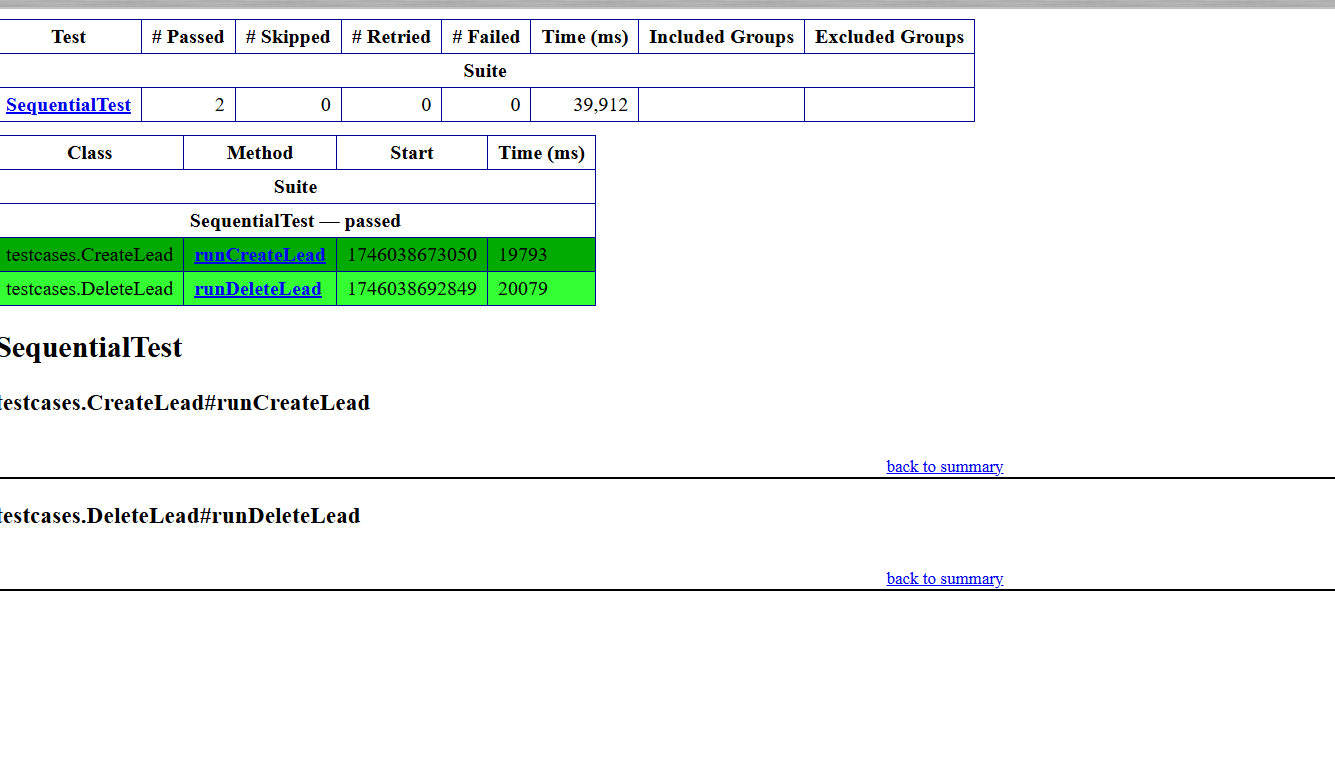 Test # Passed # Skipped # Retried # Failed Time (ms) Included Groups Excluded Groups
Suite
SequentialTest 2 0 0 0 39,912
Class Method Start Time (ms)
Suite
SequentialTest — passed
testcases.CreateLead runCreateLead 1746038673050 19793
testcases.DeleteLead runDeleteLead 1746038692849 20079
SequentialTest
testcases.CreateLead#runCreateLead
back to summary
testcases.DeleteLead#runDeleteLead
back to summary